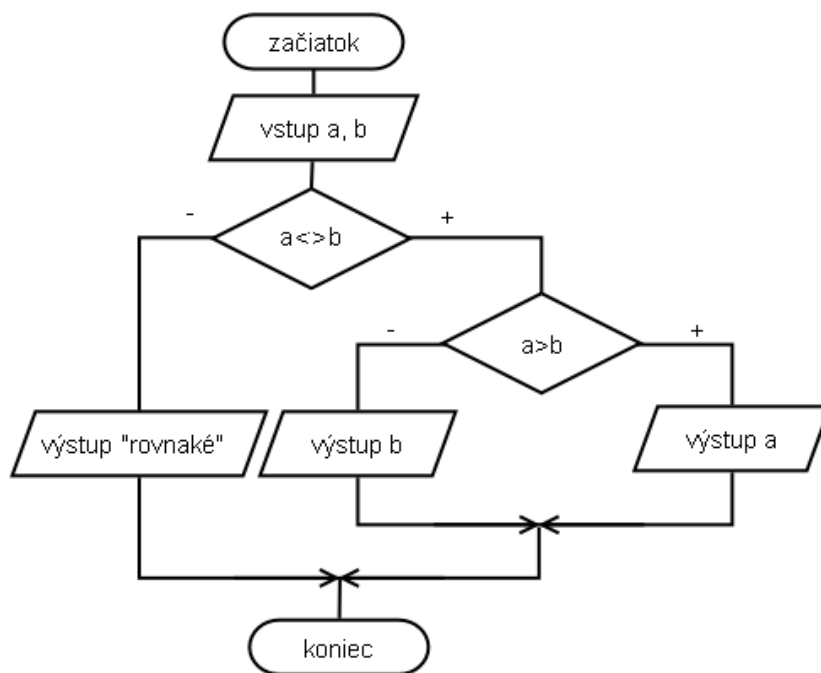 začiatok
vstup a, b
- +
a<>b
- +
a>b
výstup "rovnaké" výstup b výstup a
koniec